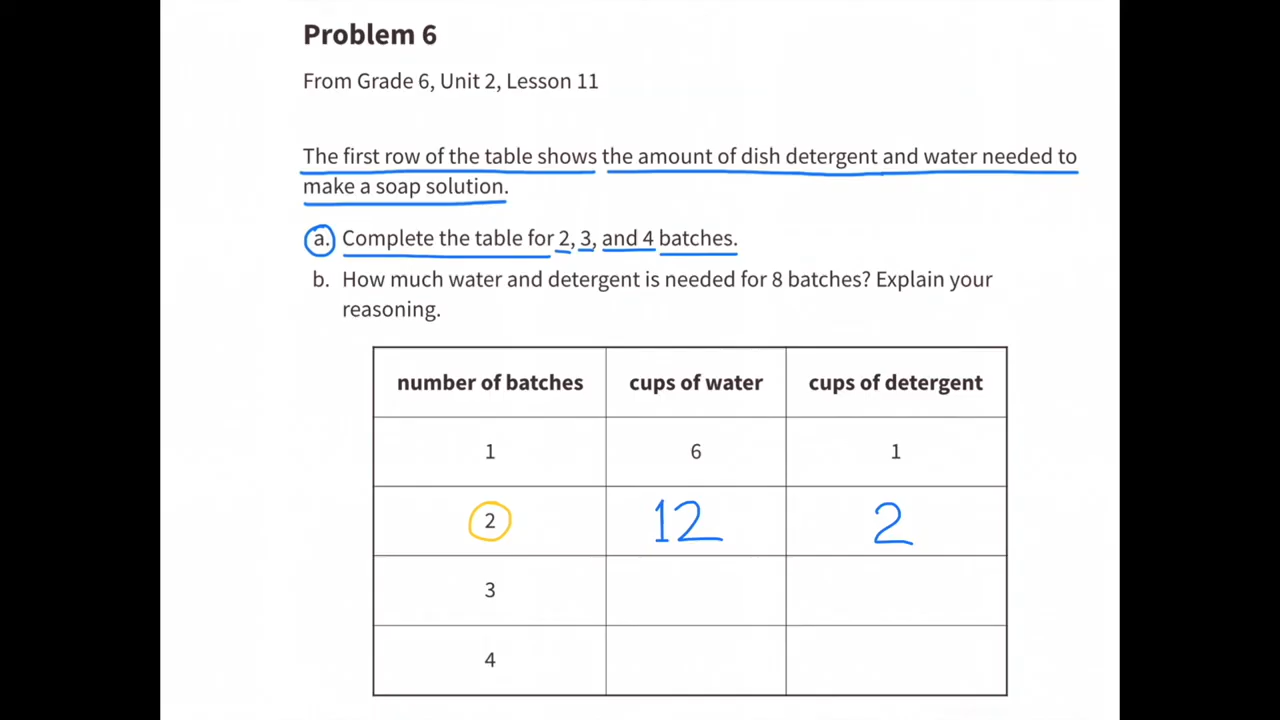 Problem 6
From Grade 6, Unit 2, Lesson 11
The first row of the table shows the amount of dish detergent and water needed to
make a soap solution.
a. Complete the table for 2, 3, and 4 batches.
b. How much water and detergent is needed for 8 batches? Explain your
reasoning.
number of batches cups of water cups of detergent
1 6 1
2 12 2
3
4